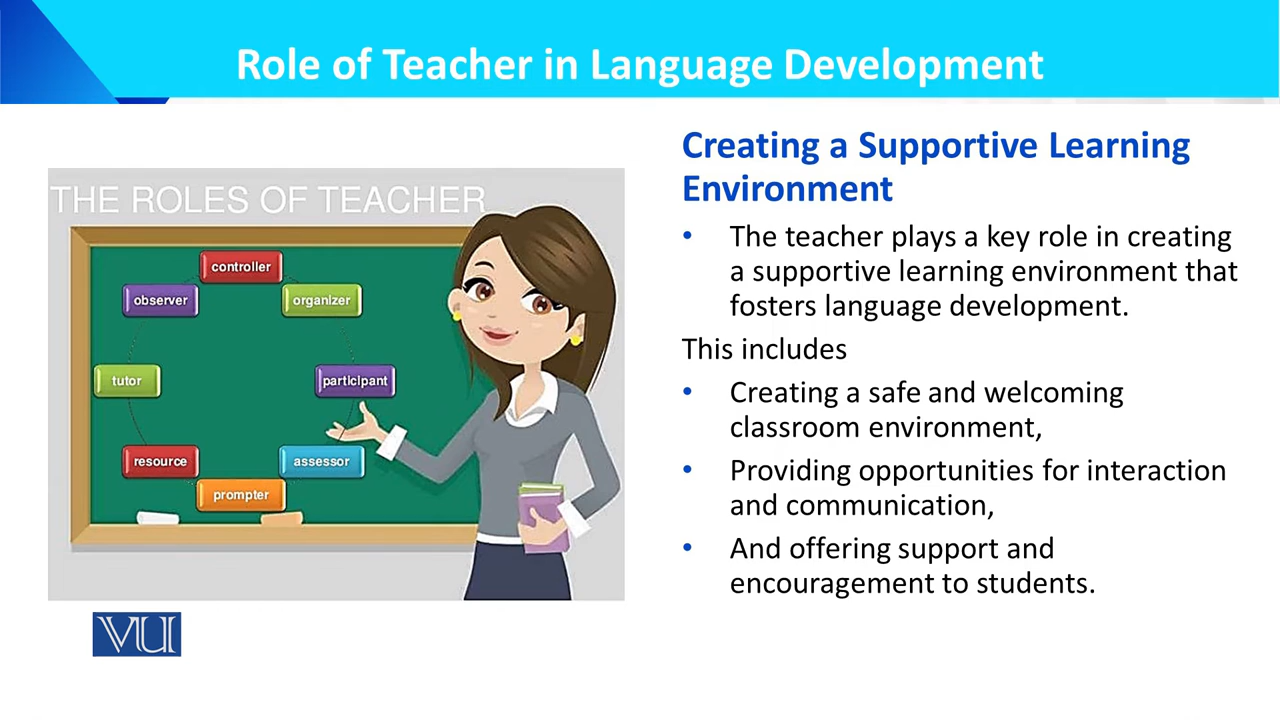 Role of Teacher in Language Development
THE ROLES OF TEACHER
controller
observer
organizer
tutor
participant
resource
assessor
prompter
VU
Creating a Supportive Learning
Environment
• The teacher plays a key role in creating
a supportive learning environment that
fosters language development.
This includes
• Creating a safe and welcoming
classroom environment,
• Providing opportunities for interaction
and communication,
• And offering support and
encouragement to students.